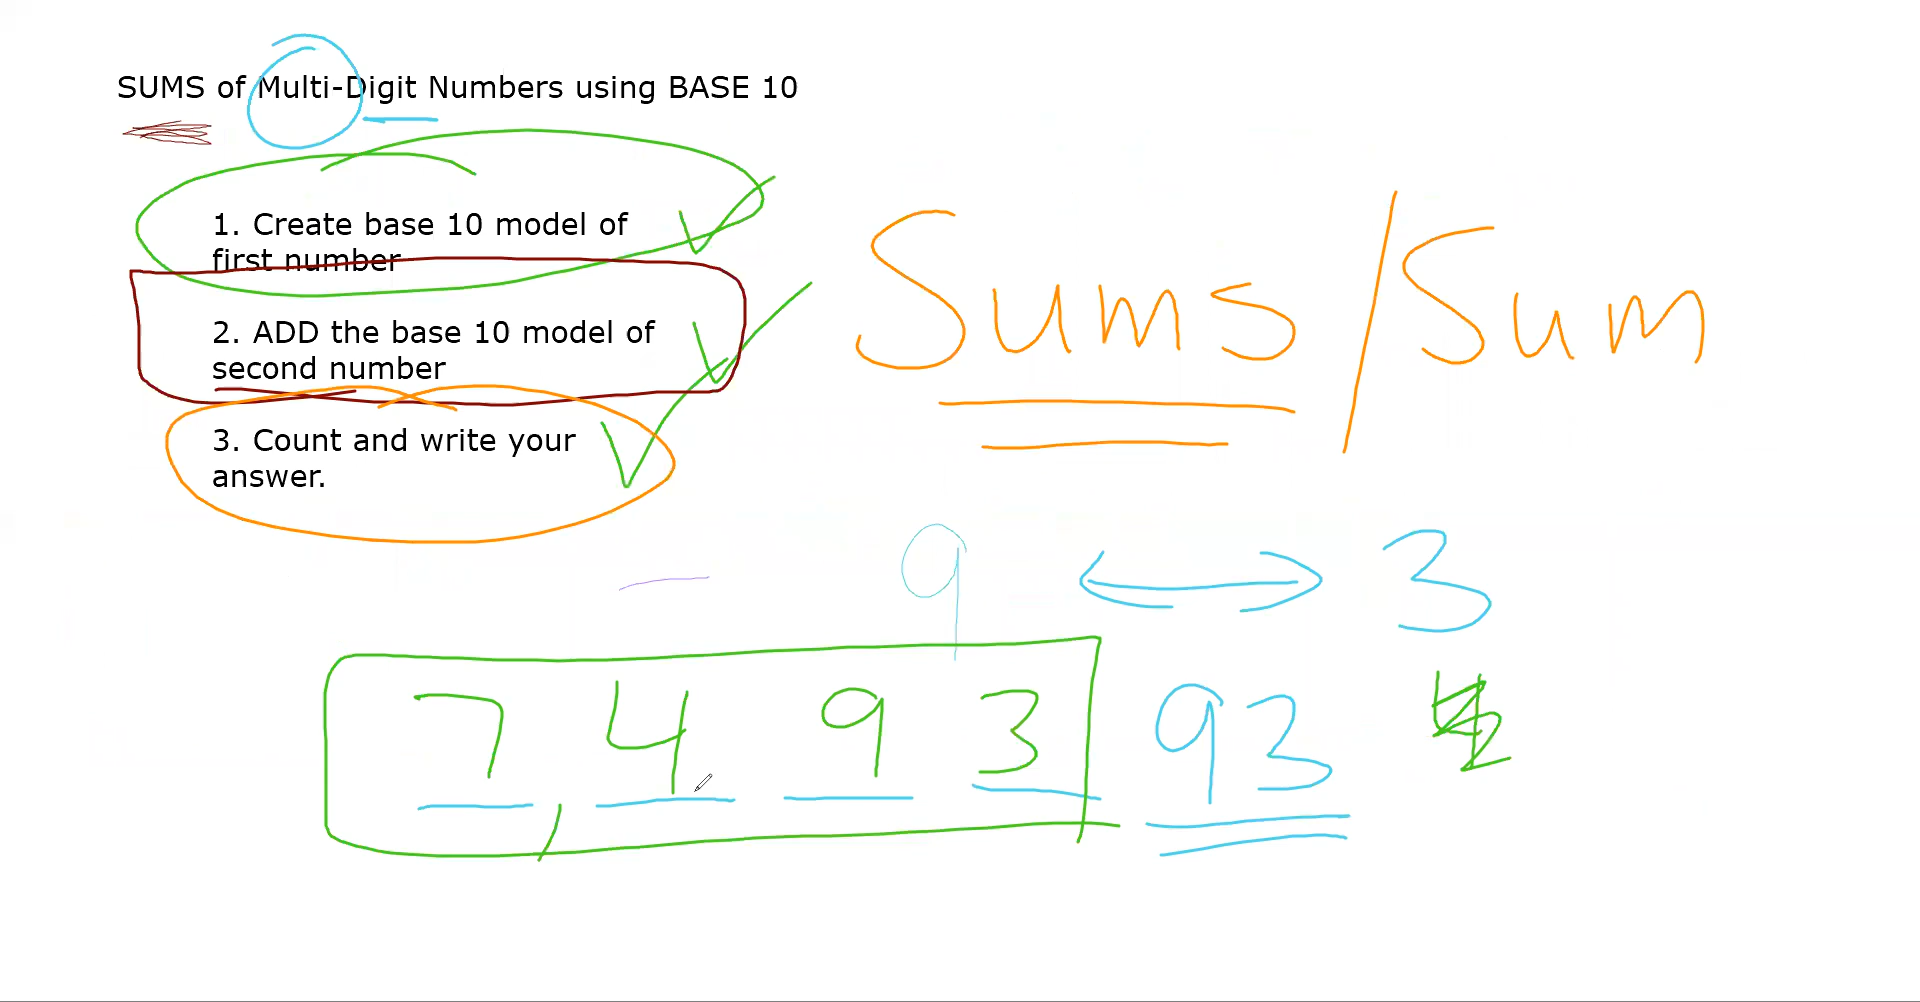 SUMS of Multi-Digit Numbers using BASE 10
1. Create base 10 model of
first number
2. ADD the base 10 model of
second number
3. Count and write your
answer.
Sums/Sum
9 3
7,493 93